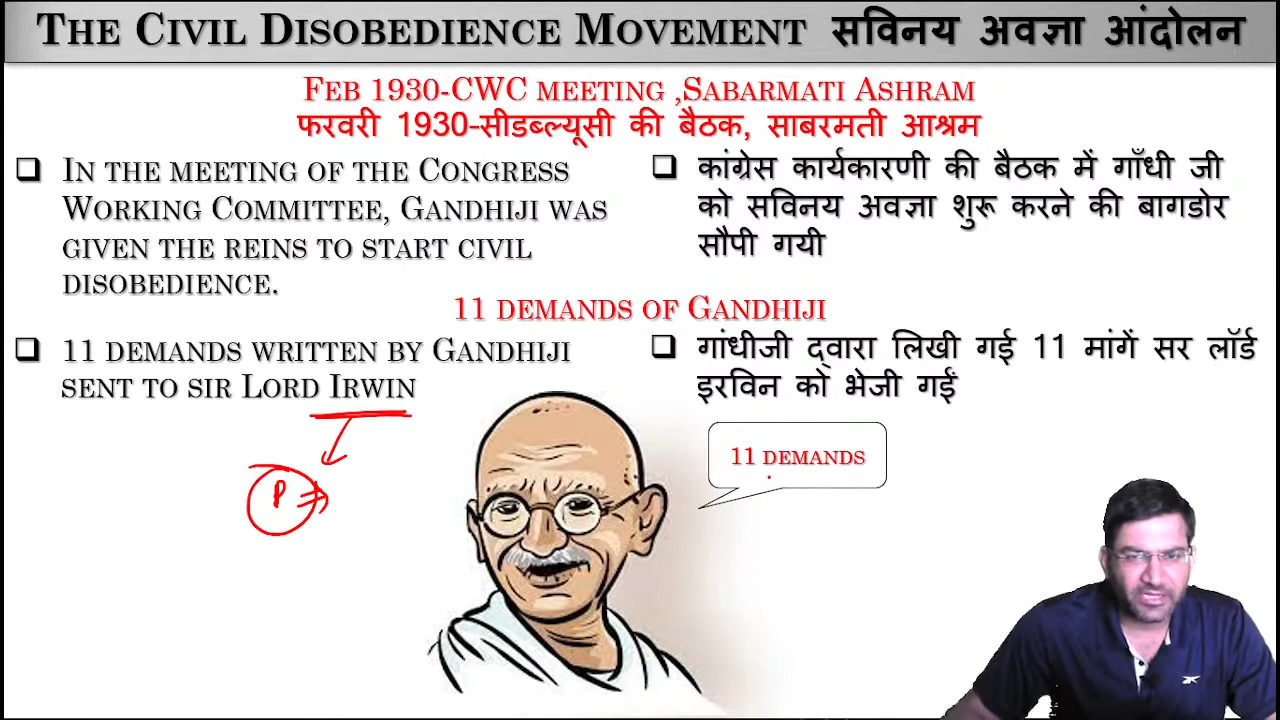 THE CIVIL DISOBEDIENCE MOVEMENT सविनय अवज्ञा आंदोलन
FEB 1930-CWC MEETING ,SABARMATI ASHRAM
फरवरी 1930-सीडब्ल्यूसी की बैठक, साबरमती आश्रम
❑ IN THE MEETING OF THE CONGRESS
WORKING COMMITTEE, GANDHIJI WAS
GIVEN THE REINS TO START CIVIL
DISOBEDIENCE.
❑ कांग्रेस कार्यकारणी की बैठक में गाँधी जी
को सविनय अवज्ञा शुरू करने की बागडोर
सौपी गयी
11 DEMANDS OF GANDHIJI
❑ 11 DEMANDS WRITTEN BY GANDHIJI
SENT TO SIR LORD IRWIN
❑ गांधीजी द्वारा लिखी गई 11 मांगें सर लॉर्ड
इरविन को भेजी गईं
11 DEMANDS
P